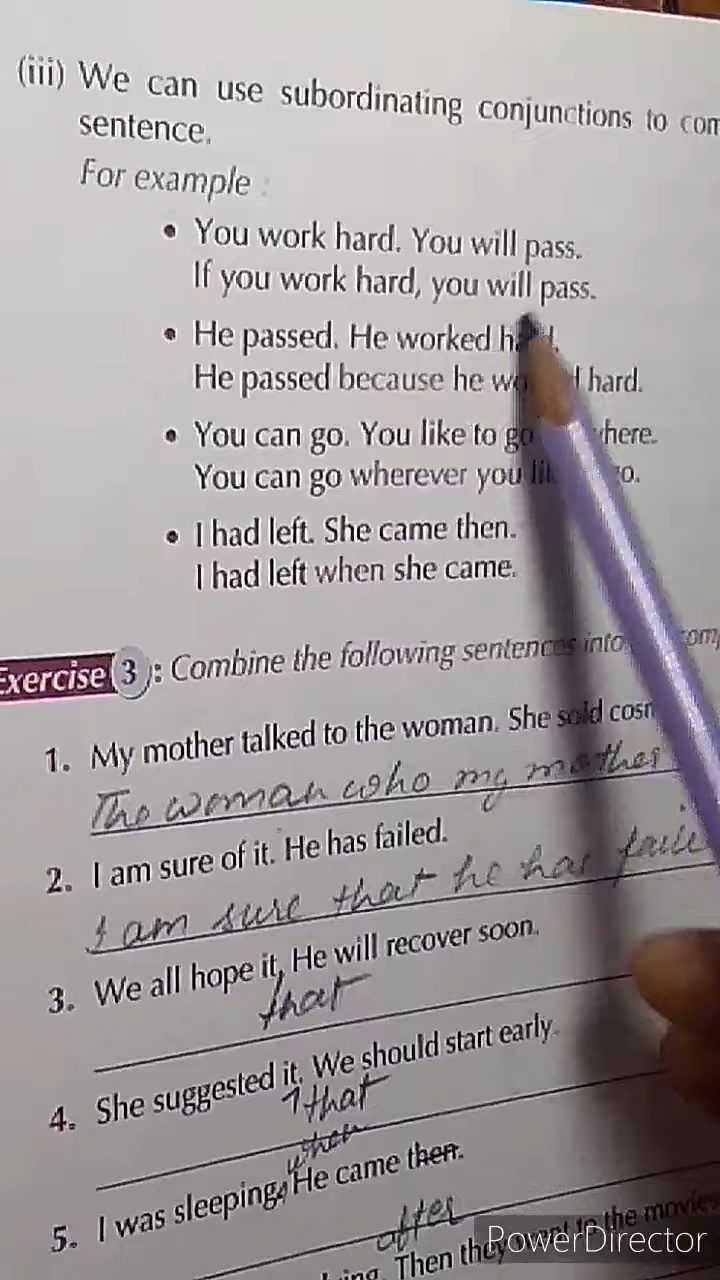 (iii) We can use subordinating conjunctions to com
sentence.
For example :
• You work hard. You will pass.
If you work hard, you will pass.
• He passed. He worked
He passed because he hard.
• You can go. You like to go
You can go wherever you
• I had left. She came then.
I had left when she came.
Exercise 3 : Combine the following sentences into
1. My mother talked to the woman. She sold
The woman who my mother
2. I am sure of it. He has failed.
I am sure that he has
3. We all hope it, He will recover soon.
that
4. She suggested it. We should start early.
that
when
5. I was sleeping. He came then.
after
Then they went to the movies
PowerDirector